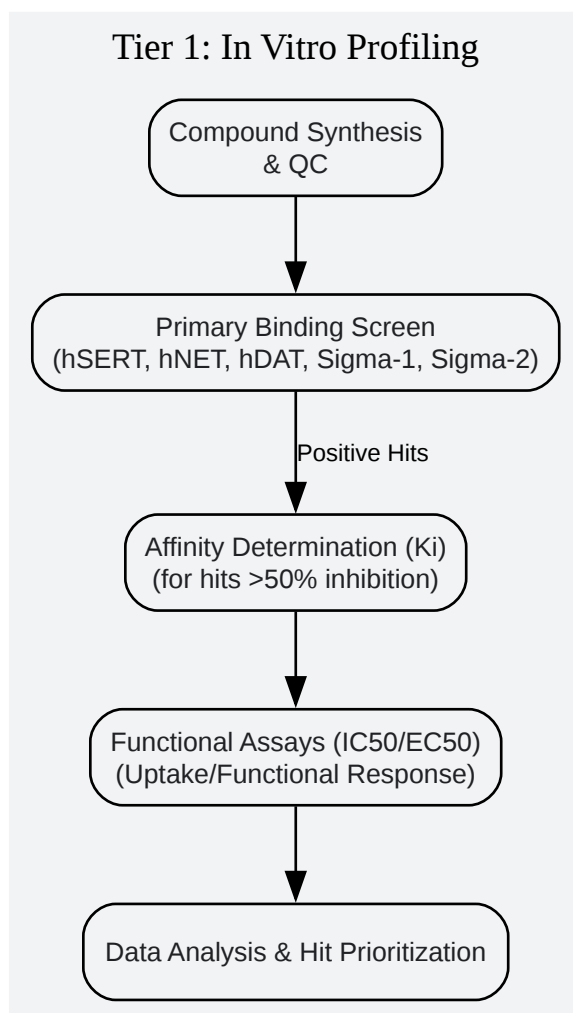 Tier 1: In Vitro Profiling
Compound Synthesis
& QC
Primary Binding Screen
(hSERT, hNET, hDAT, Sigma-1, Sigma-2)
Positive Hits
Affinity Determination (Ki)
(for hits >50% inhibition)
Functional Assays (IC50/EC50)
(Uptake/Functional Response)
Data Analysis & Hit Prioritization